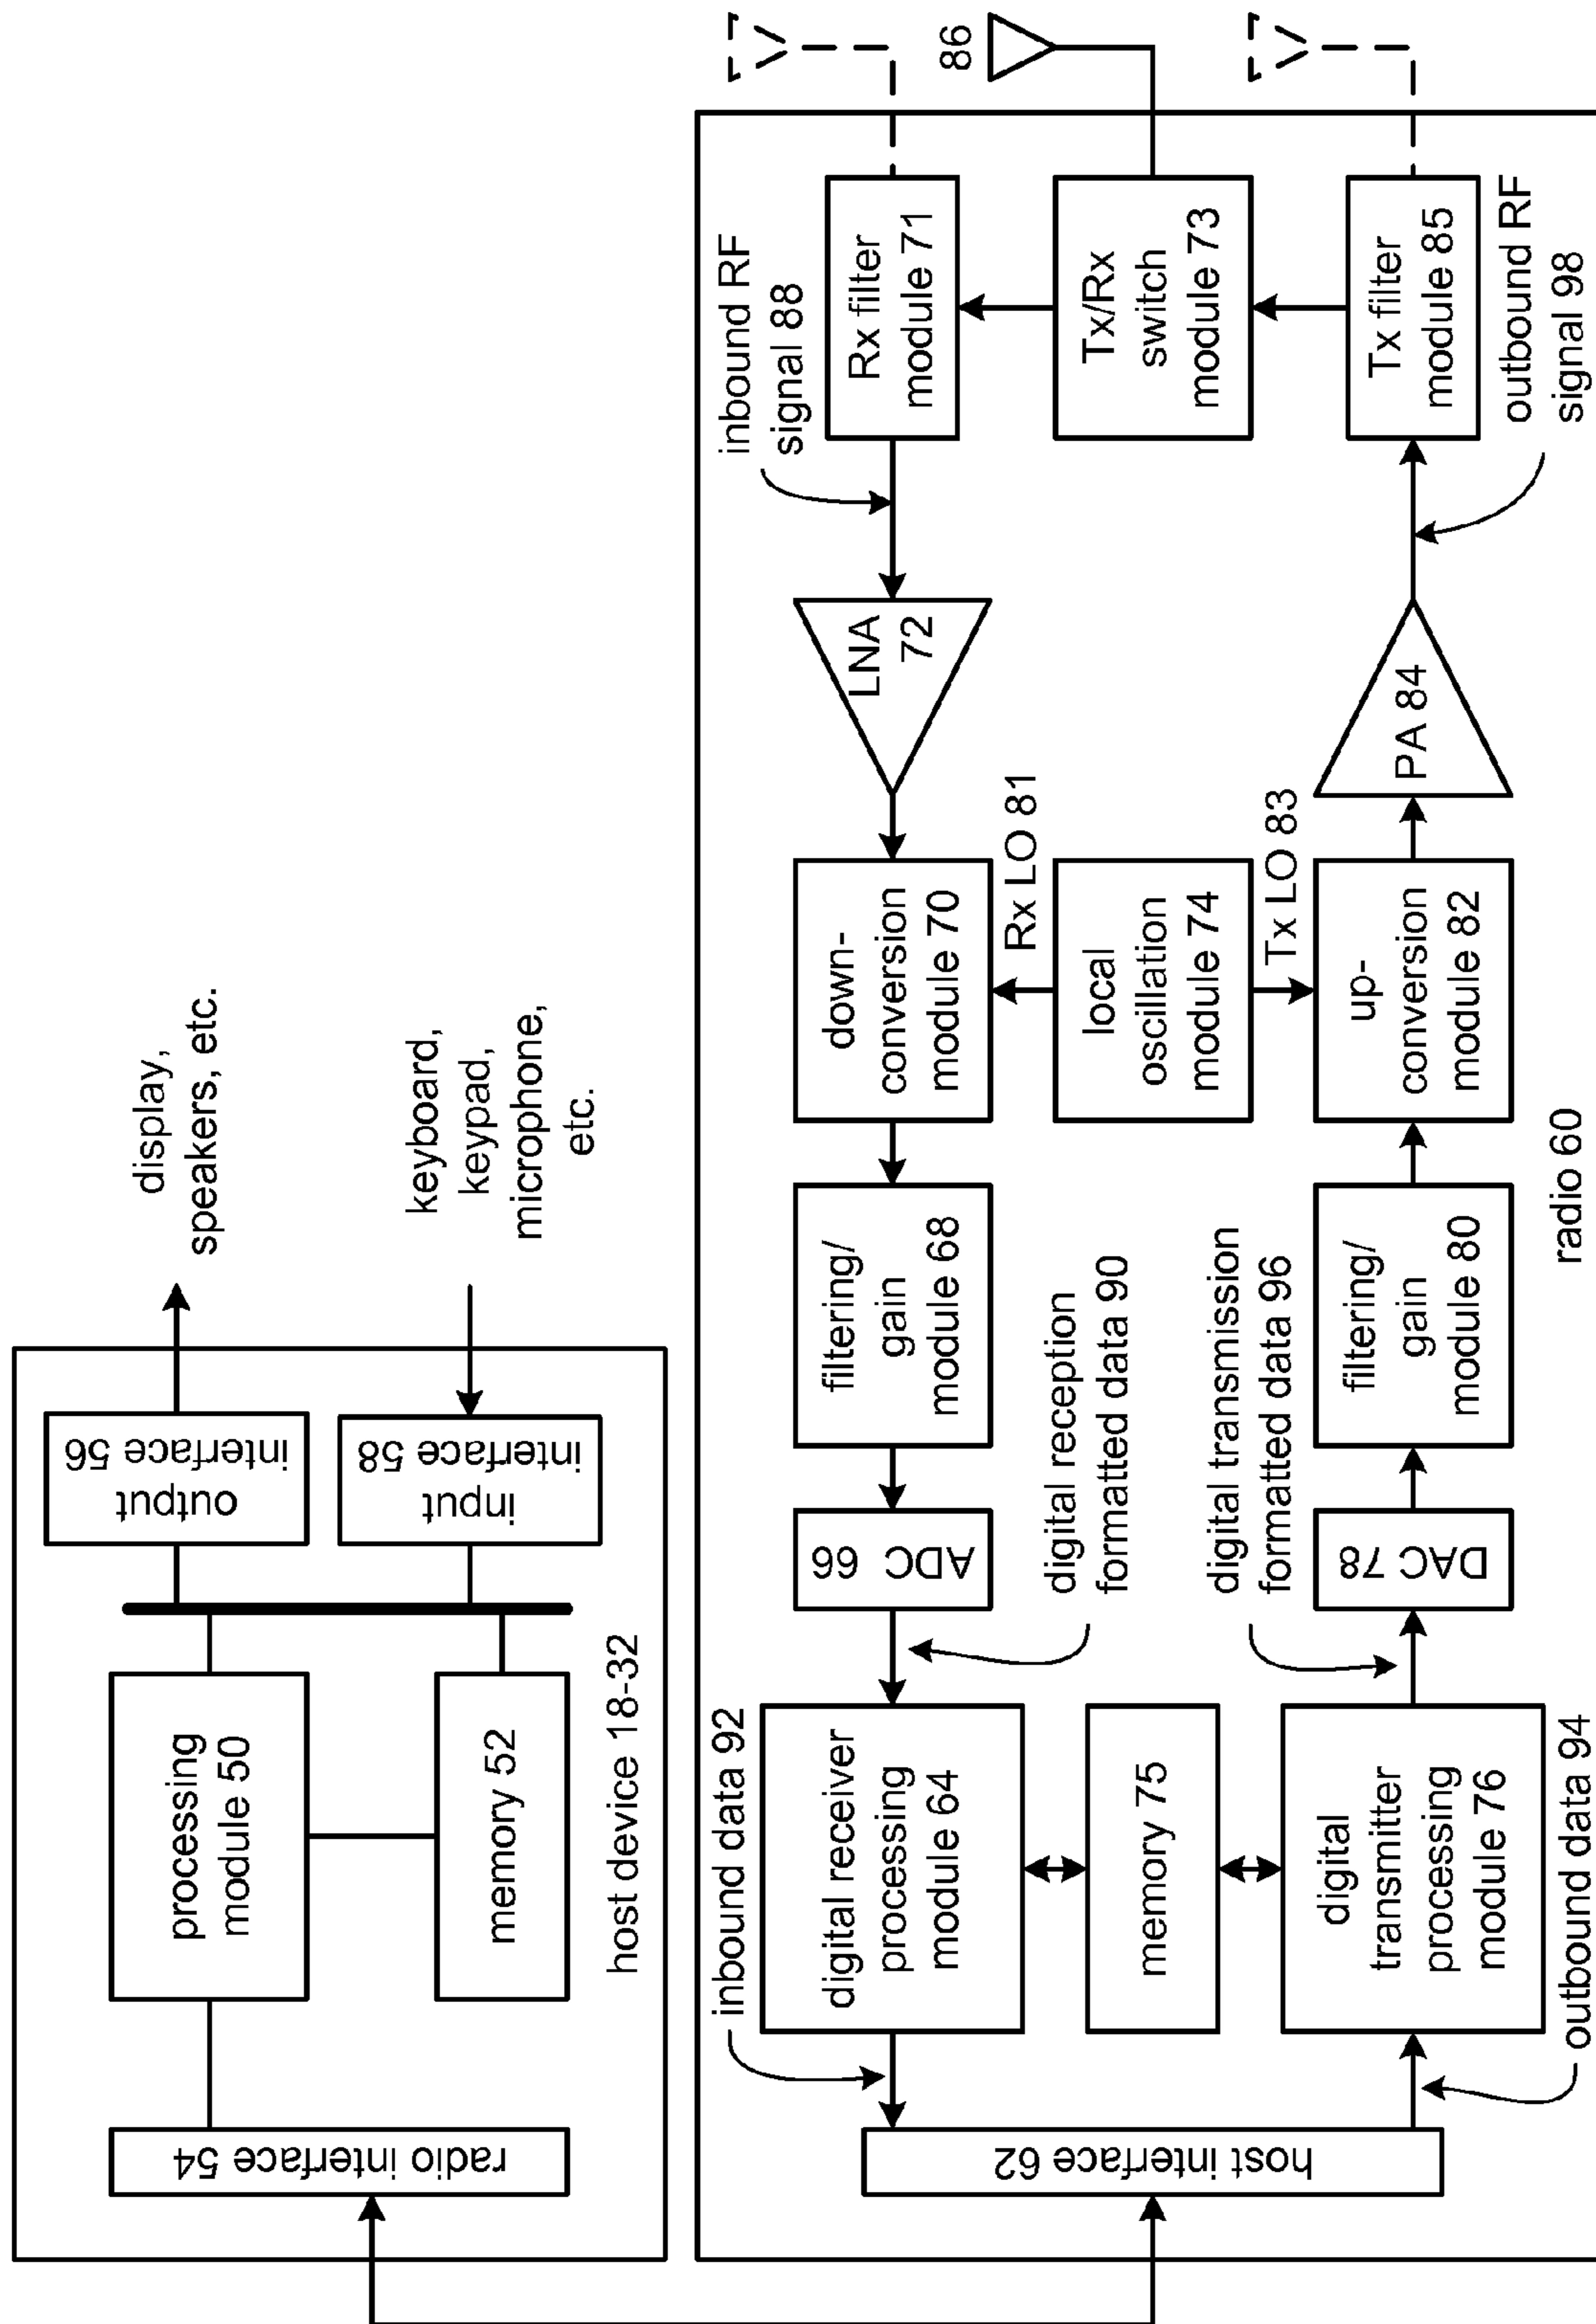 display,
speakers, etc.
keyboard,
keypad,
microphone,
etc.
output
interface 56
input
interface 58
processing
module 50
memory 52
radio interface 54
host device 18-32
86
inbound RF
signal 88
Rx filter
module 71
Tx/Rx
switch
module 73
Tx filter
module 85
outbound RF
signal 98
LNA
72
PA 84
down-
conversion
module 70
Rx LO 81
local
oscillation
module 74
Tx LO 83
up-
conversion
module 82
filtering/
gain
module 68
filtering/
gain
module 80
radio 60
ADC 66
digital reception
formatted data 90
digital transmission
formatted data 96
DAC 78
inbound data 92
digital receiver
processing
module 64
memory 75
digital
transmitter
processing
module 76
outbound data 94
host interface 62